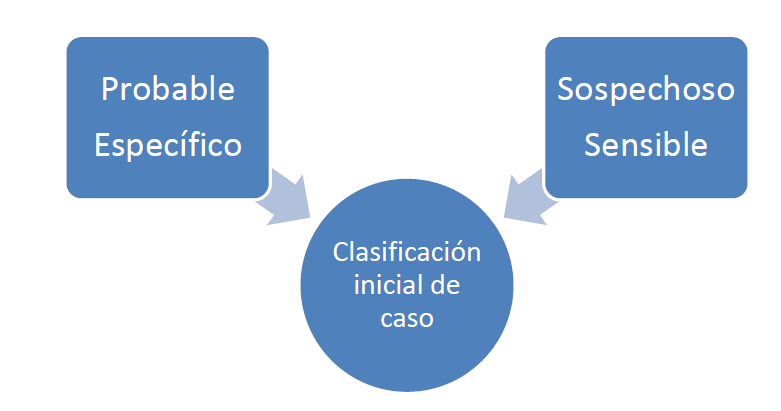 Probable
Específico
Sospechoso
Sensible
Clasificación
inicial de
caso